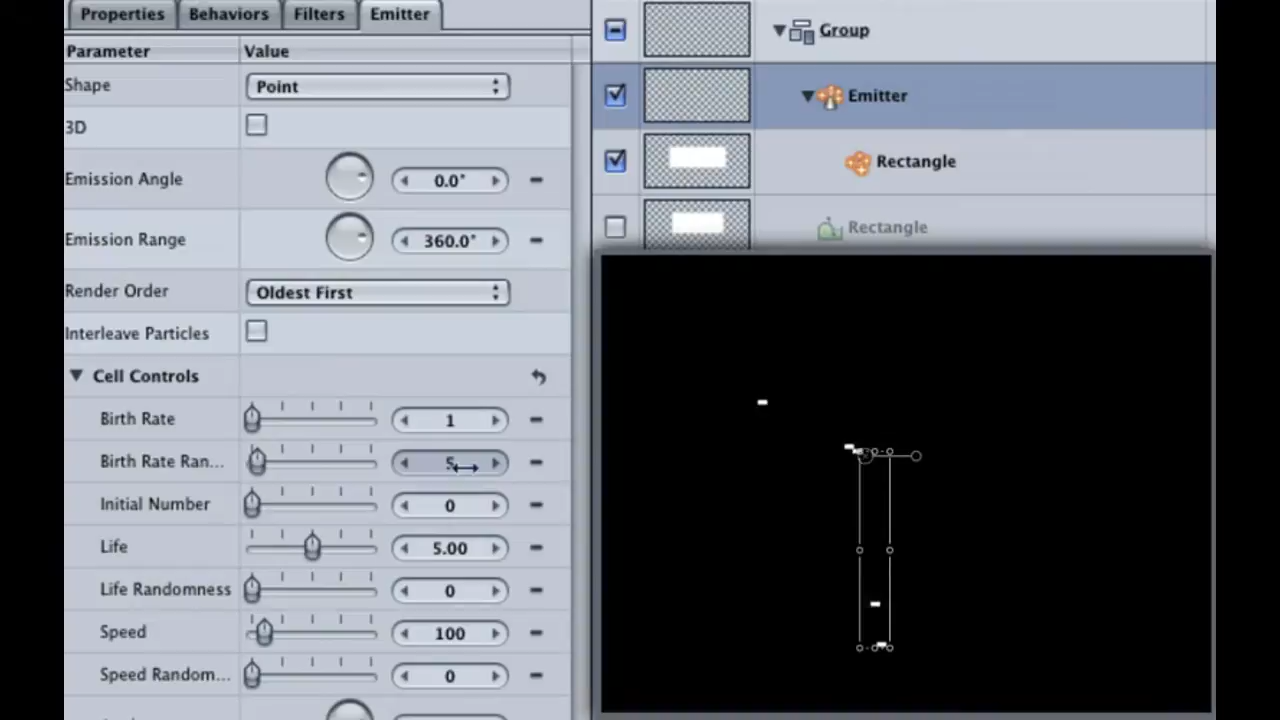 Properties Behaviors Filters Emitter
Parameter Value
Shape Point
3D
Emission Angle 0.0°
Emission Range 360.0°
Render Order Oldest First
Interleave Particles
Cell Controls
Birth Rate 1
Birth Rate Ran... 5
Initial Number 0
Life 5.00
Life Randomness 0
Speed 100
Speed Random... 0
Group
Emitter
Rectangle
Rectangle